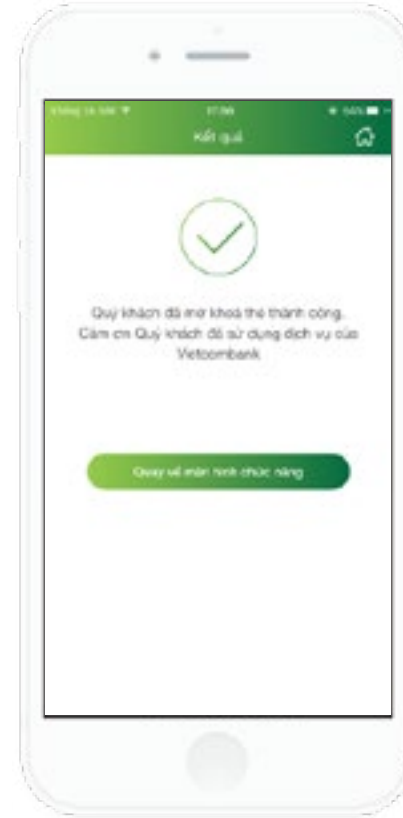 Kết quả
Quý khách đã mở khoá thẻ thành công.
Cảm ơn Quý khách đã sử dụng dịch vụ của
Vietcombank
Quay về màn hình chức năng